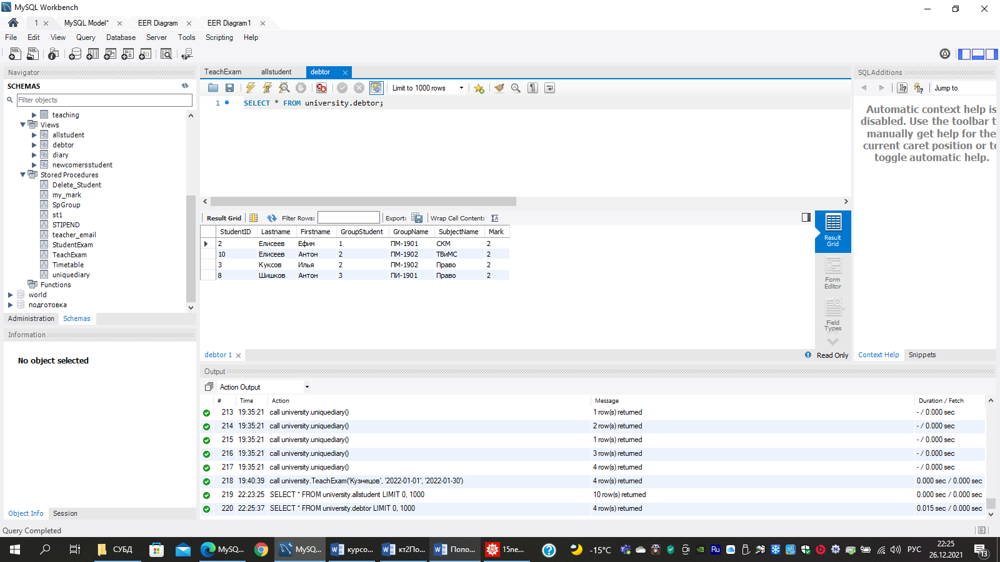 MySQL Workbench
1
MySQL Model*
EER Diagram
EER Diagram1
File Edit View Query Database Server Tools Scripting Help
Navigator
SCHEMAS
Filter objects
teaching
Views
allstudent
debtor
diary
newcomersstudent
Stored Procedures
Delete_Student
my_mark
SpGroup
st1
STIPEND
teacher_email
StudentExam
TeachExam
Timetable
uniquediary
Functions
world
подготовка
Administration Schemas
Information
No object selected
Object Info Session
TeachExam allstudent debtor
Limit to 1000 rows
1 SELECT * FROM university.debtor;
Result Grid Filter Rows: Export: Wrap Cell Content:
StudentID Lastname Firstname GroupStudent GroupName SubjectName Mark
2 Елисеев Ефим 1 ПМ-1901 СКМ 2
10 Елисеев Антон 2 ПМ-1902 ТВиМС 2
3 Куксов Илья 2 ПМ-1902 Право 2
8 Шишков Антон 3 ПИ-1901 Право 2
Result
Grid
Form
Editor
Field
Types
debtor 1
Read Only
SQLAdditions
Jump to
Automatic context help is
disabled. Use the toolbar t
manually get help for the
current caret position or to
toggle automatic help.
Context Help Snippets
Output
Action Output
# Time Action Message Duration / Fetch
213 19:35:21 call university.uniquediary() 1 row(s) returned - / 0.000 sec
214 19:35:21 call university.uniquediary() 2 row(s) returned - / 0.000 sec
215 19:35:21 call university.uniquediary() 1 row(s) returned - / 0.000 sec
216 19:35:21 call university.uniquediary() 3 row(s) returned - / 0.000 sec
217 19:35:21 call university.uniquediary() 4 row(s) returned - / 0.000 sec
218 19:40:39 call university.TeachExam('Кузнецов', '2022-01-01', '2022-01-30') 4 row(s) returned 0.000 sec / 0.000 sec
219 22:23:25 SELECT * FROM university.allstudent LIMIT 0, 1000 10 row(s) returned 0.000 sec / 0.000 sec
220 22:25:37 SELECT * FROM university.debtor LIMIT 0, 1000 4 row(s) returned 0.015 sec / 0.000 sec
Query Completed
СУБД
MySQ...
MySQ...
курсо...
кт2По...
Попо...
15ne...
-15°C
Ru
РУС
22:25
26.12.2021
13